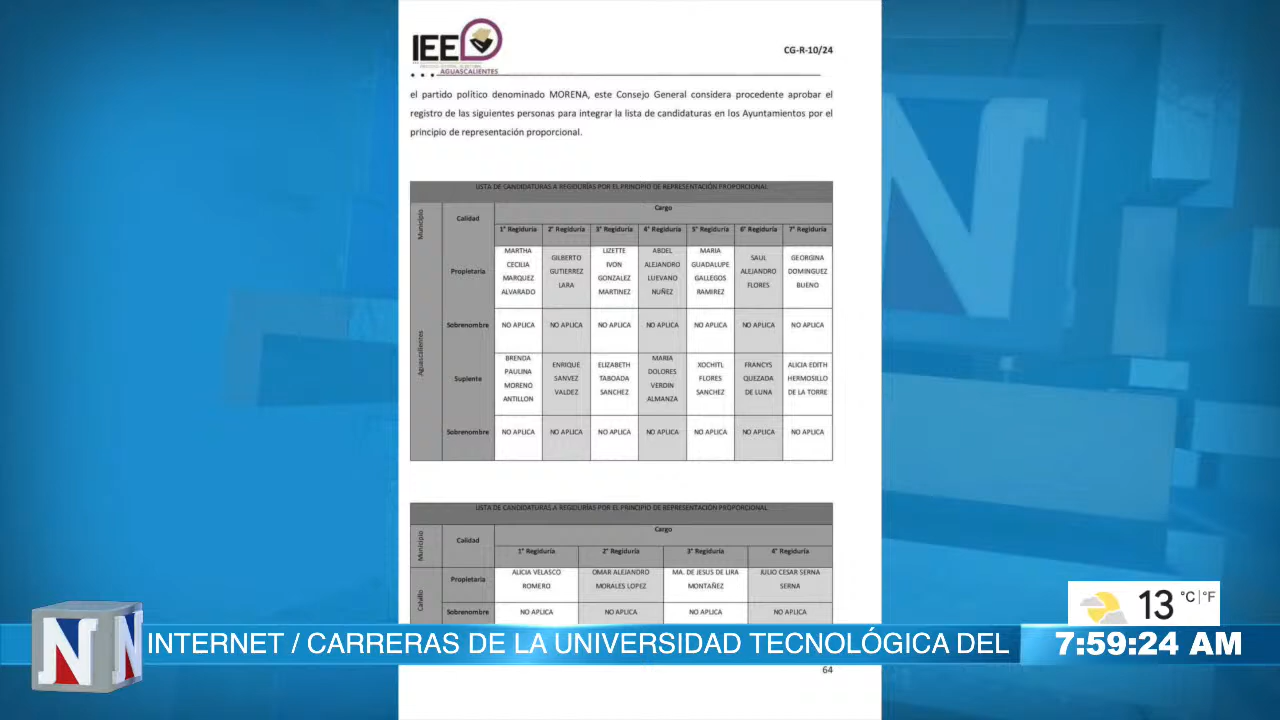 IEE
AGUASCALIENTES
CG-R-10/24
el partido político denominado MORENA, este Consejo General considera procedente aprobar el
registro de las siguientes personas para integrar la lista de candidaturas en los Ayuntamientos por el
principio de representación proporcional.
LISTA DE CANDIDATURAS A REGIDURÍAS POR EL PRINCIPIO DE REPRESENTACIÓN PROPORCIONAL
Municipio
Calidad
Cargo
1° Regiduría 2° Regiduría 3° Regiduría 4° Regiduría 5° Regiduría 6° Regiduría 7° Regiduría
Aguascalientes
Propietaria
MARTHA
CECILIA
MARQUEZ
ALVARADO
GILBERTO
GUTIERREZ
LARA
LIZETTE
IVON
GONZALEZ
MARTINEZ
ABDEL
ALEJANDRO
LUEVANO
NUÑEZ
MARIA
GUADALUPE
GALLEGOS
RAMIREZ
SAUL
ALEJANDRO
FLORES
GEORGINA
DOMINGUEZ
BUENO
Sobrenombre NO APLICA NO APLICA NO APLICA NO APLICA NO APLICA NO APLICA NO APLICA
Suplente
BRENDA
PAULINA
MORENO
ANTILLON
ENRIQUE
SANVEZ
VALDEZ
ELIZABETH
TABOADA
SANCHEZ
MARIA
DOLORES
VERDIN
ALMANZA
XOCHITL
FLORES
SANCHEZ
FRANCYS
QUEZADA
DE LUNA
ALICIA EDITH
HERMOSILLO
DE LA TORRE
Sobrenombre NO APLICA NO APLICA NO APLICA NO APLICA NO APLICA NO APLICA NO APLICA
LISTA DE CANDIDATURAS A REGIDURÍAS POR EL PRINCIPIO DE REPRESENTACIÓN PROPORCIONAL
Municipio
Calidad
Cargo
1° Regiduría 2° Regiduría 3° Regiduría 4° Regiduría
Calvillo
Propietaria
ALICIA VELASCO
ROMERO
OMAR ALEJANDRO
MORALES LOPEZ
MA. DE JESUS DE LIRA
MONTAÑEZ
JULIO CESAR SERNA
SERNA
Sobrenombre NO APLICA NO APLICA NO APLICA NO APLICA
13 °C|°F
N N INTERNET / CARRERAS DE LA UNIVERSIDAD TECNOLÓGICA DEL
7:59:24 AM
64